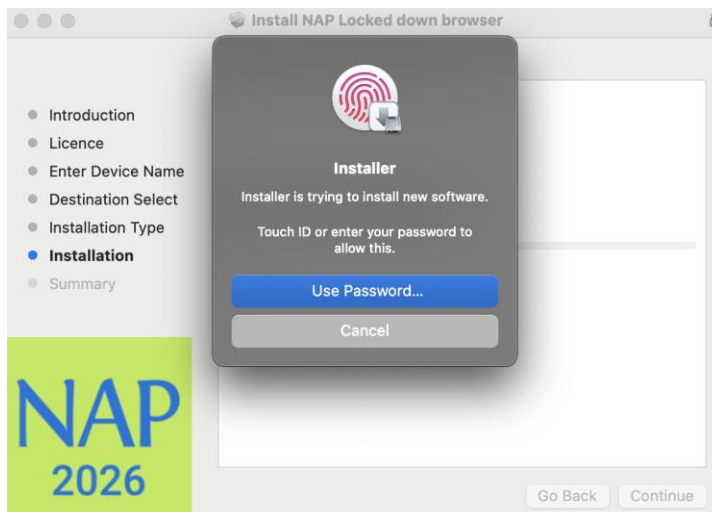 Install NAP Locked down browser
Introduction
Licence
Enter Device Name
Destination Select
Installation Type
Installation
Summary
Installer
Installer is trying to install new software.
Touch ID or enter your password to
allow this.
Use Password...
Cancel
NAP
2026
Go Back
Continue